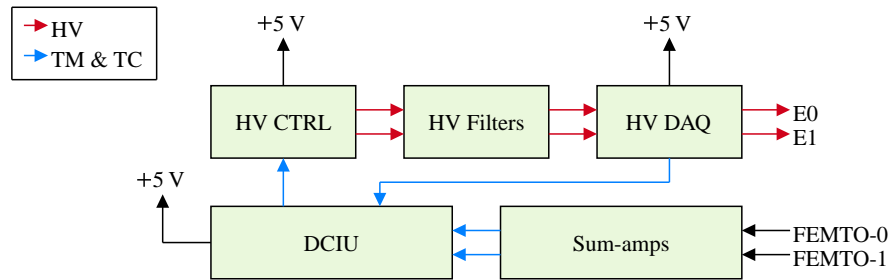 HV
TM & TC
+5 V
+5 V
HV CTRL
HV Filters
HV DAQ
E0
E1
+5 V
DCIU
Sum-amps
FEMTO-0
FEMTO-1